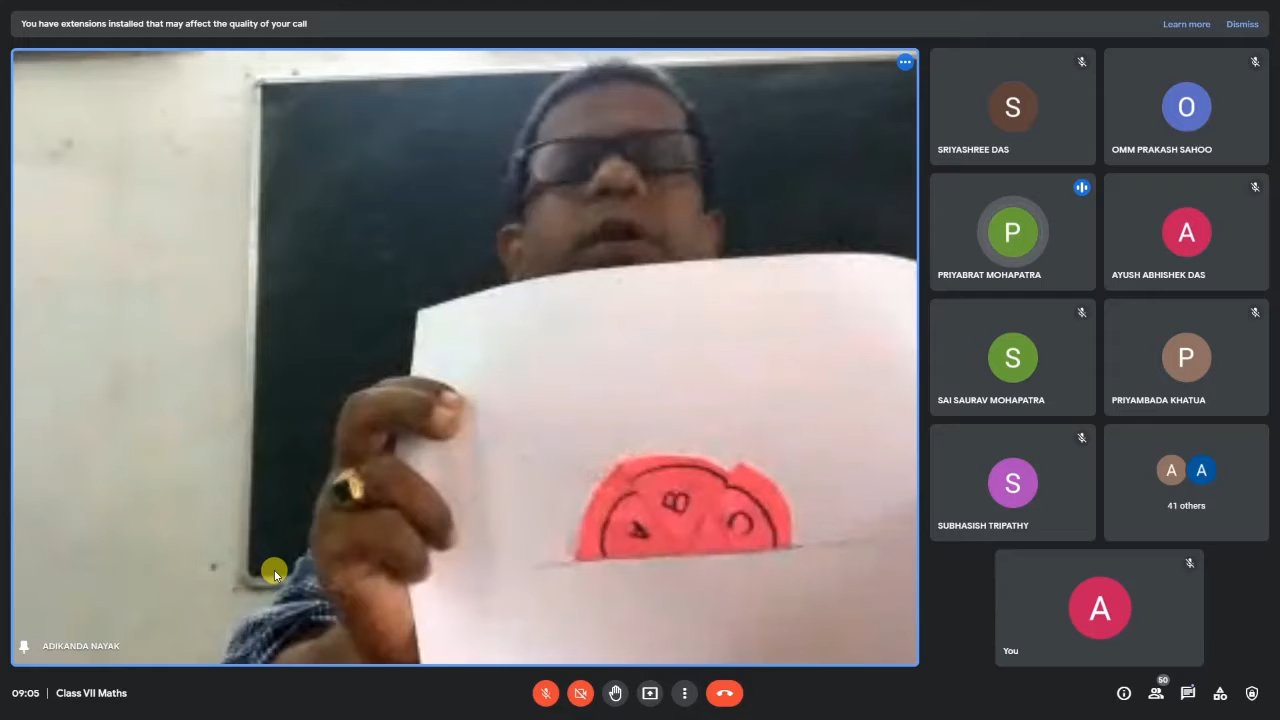 You have extensions installed that may affect the quality of your call
Learn more
Dismiss
A B C
ADIKANDA NAYAK
S
SRIYASHREE DAS
O
OMM PRAKASH SAHOO
P
PRIYABRAT MOHAPATRA
A
AYUSH ABHISHEK DAS
S
SAI SAURAV MOHAPATRA
P
PRIYAMBADA KHATUA
S
SUBHASISH TRIPATHY
A A
41 others
A
You
09:05 | Class VII Maths
50